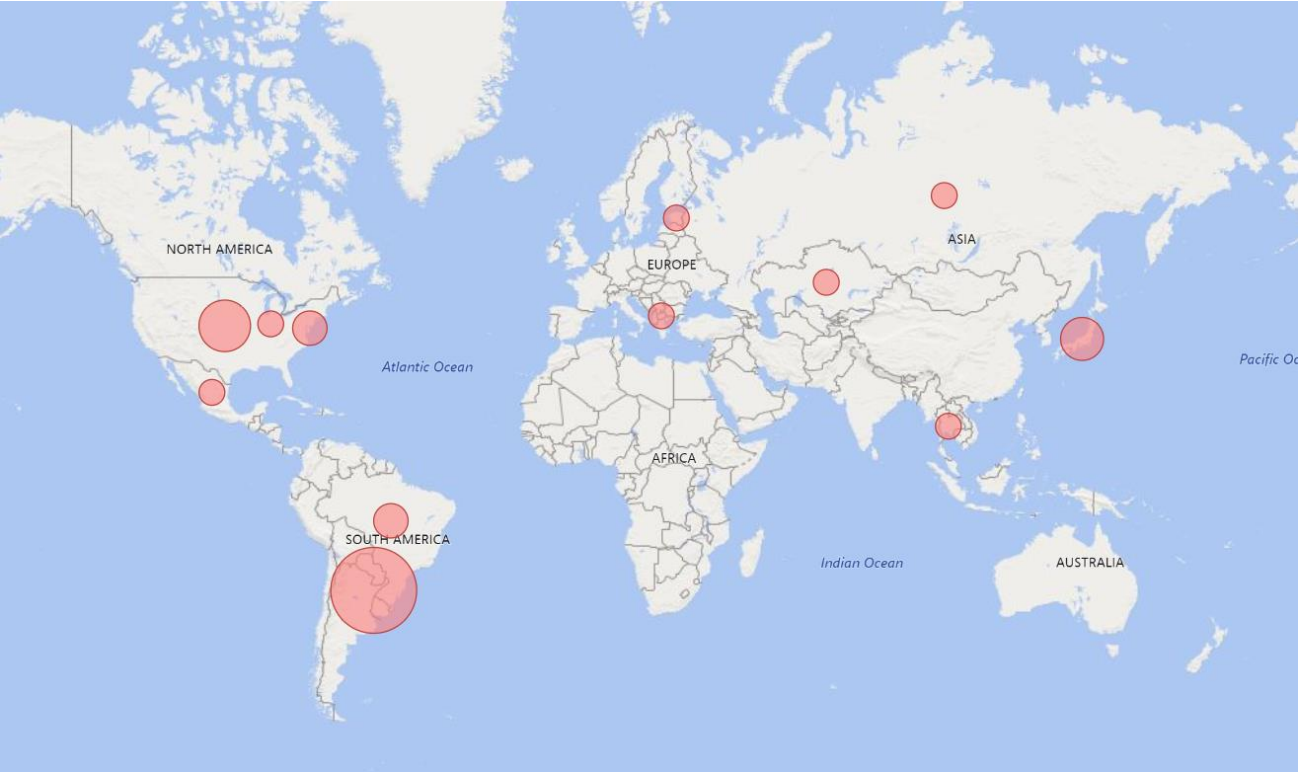 NORTH AMERICA
ASIA
EUROPE
Atlantic Ocean
Pacific Oc
AFRICA
SOUTH AMERICA
Indian Ocean
AUSTRALIA